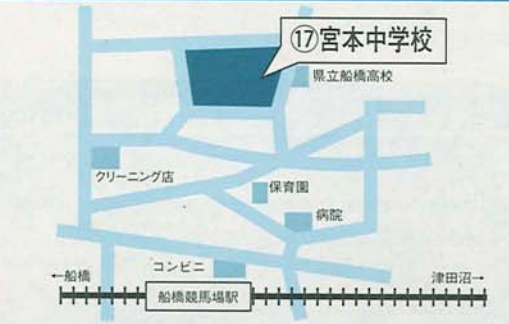 ⑰宮本中学校
県立船橋高校
クリーニング店
保育園
病院
コンビニ
←船橋
津田沼→
船橋競馬場駅